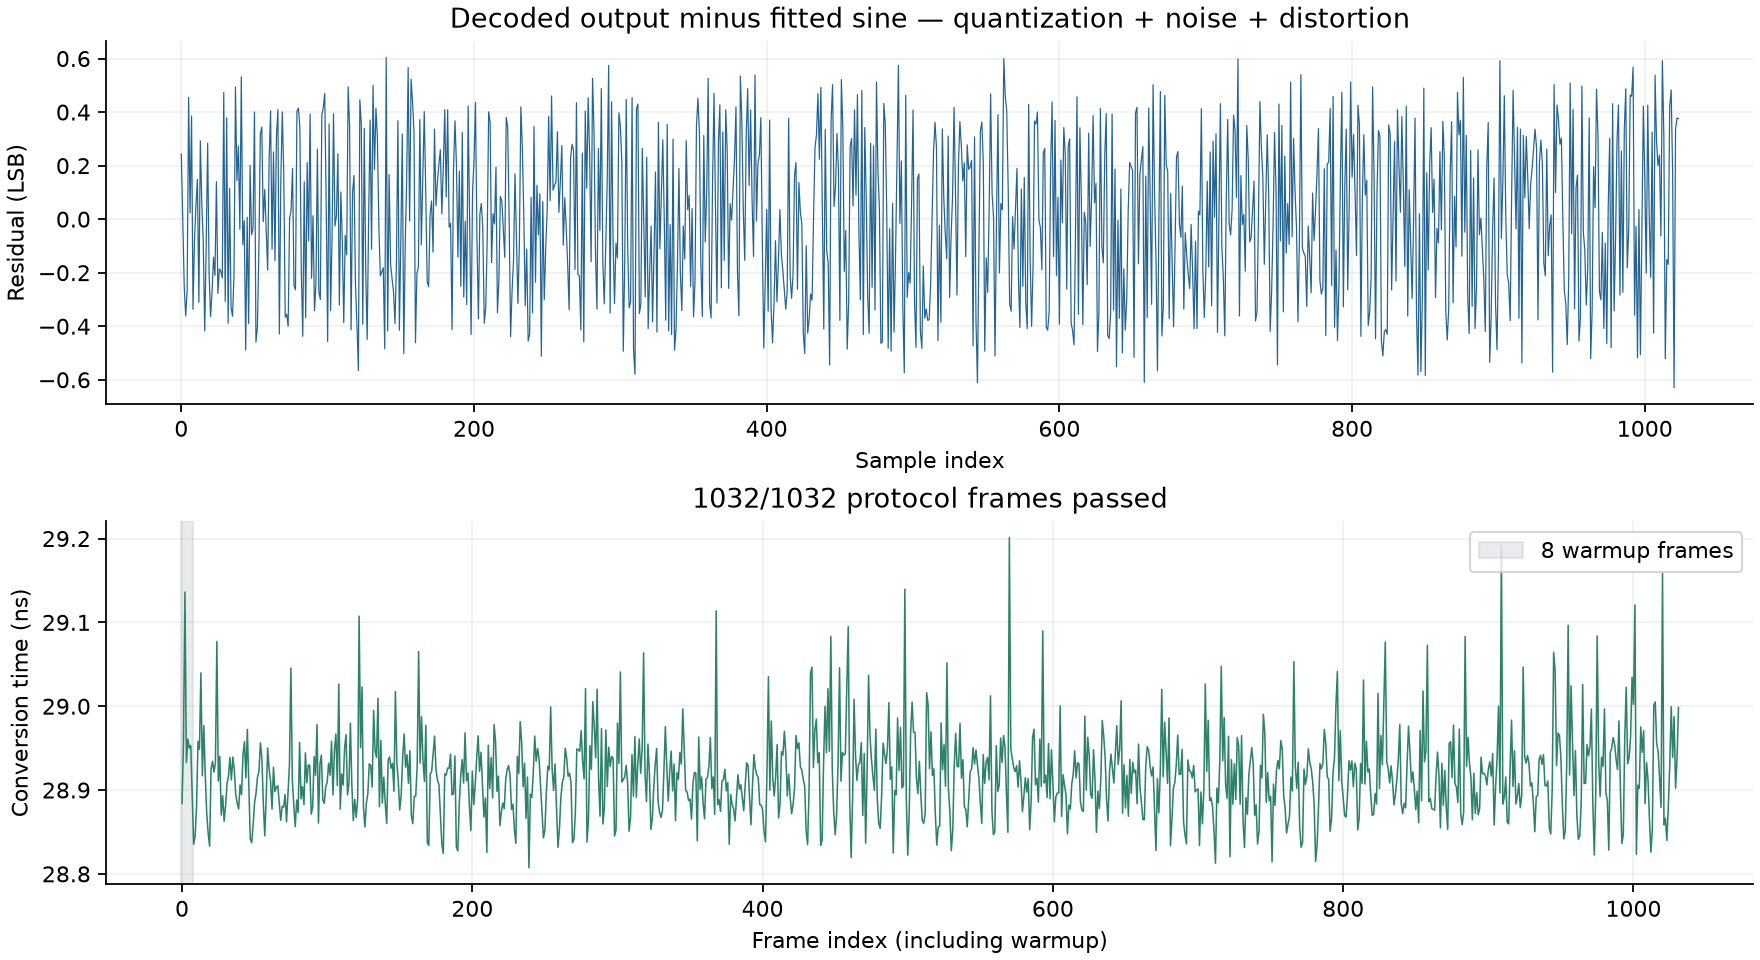 Decoded output minus fitted sine — quantization + noise + distortion
0.6
0.4
0.2
0.0
−0.2
−0.4
−0.6
Residual (LSB)
0 200 400 600 800 1000
Sample index
1032/1032 protocol frames passed
29.2
29.1
29.0
28.9
28.8
Conversion time (ns)
8 warmup frames
0 200 400 600 800 1000
Frame index (including warmup)